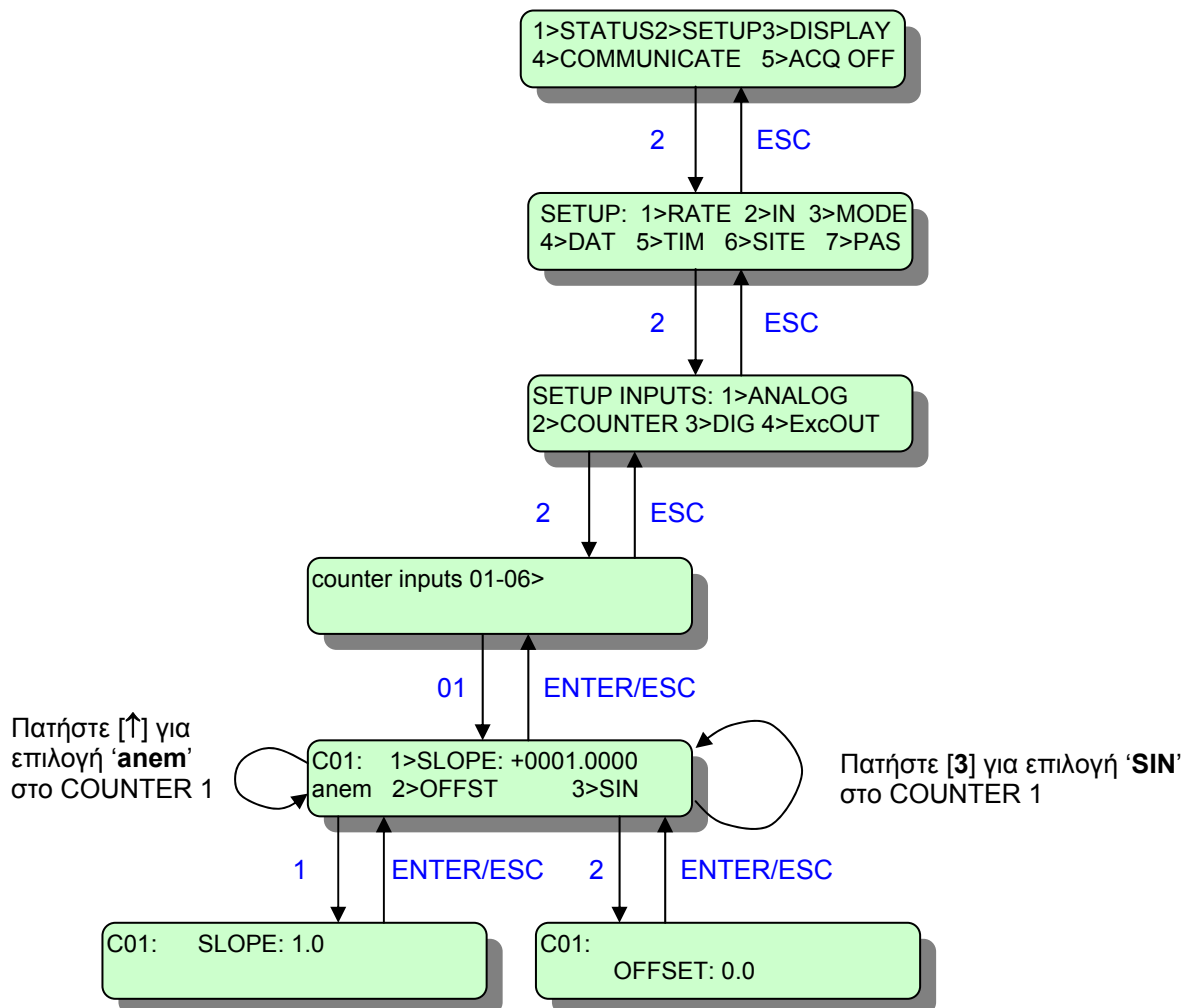 1>STATUS2>SETUP3>DISPLAY
4>COMMUNICATE 5>ACQ OFF
2 ESC
SETUP: 1>RATE 2>IN 3>MODE
4>DAT 5>TIM 6>SITE 7>PAS
2 ESC
SETUP INPUTS: 1>ANALOG
2>COUNTER 3>DIG 4>ExcOUT
2 ESC
counter inputs 01-06>
01 ENTER/ESC
Πατήστε [↑] για
επιλογή ‘anem’
στο COUNTER 1
C01: 1>SLOPE: +0001.0000
anem 2>OFFST 3>SIN
Πατήστε [3] για επιλογή ‘SIN’
στο COUNTER 1
1 ENTER/ESC 2 ENTER/ESC
C01: SLOPE: 1.0
C01:
OFFSET: 0.0